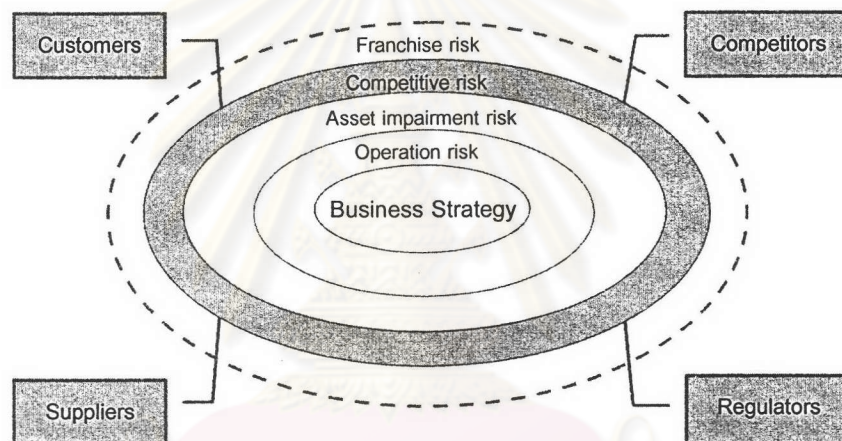 Customers
Competitors
Franchise risk
Competitive risk
Asset impairment risk
Operation risk
Business Strategy
Suppliers
Regulators